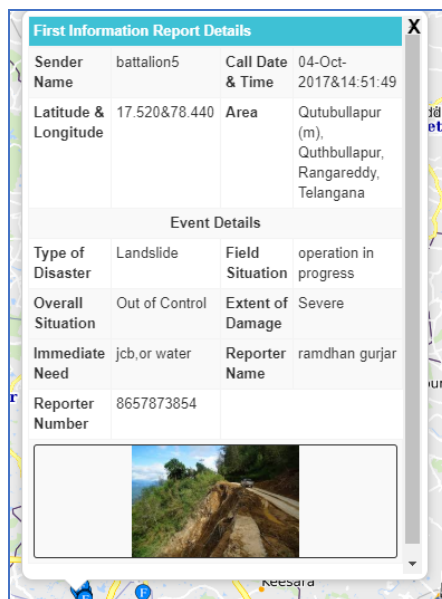 First Information Report Details X
Sender Name battalion5 Call Date & Time 04-Oct-2017&14:51:49
Latitude & Longitude 17.520&78.440 Area Qutubullapur (m), Quthbullapur, Rangareddy, Telangana
Event Details
Type of Disaster Landslide Field Situation operation in progress
Overall Situation Out of Control Extent of Damage Severe
Immediate Need jcb,or water Reporter Name ramdhan gurjar
Reporter Number 8657873854
Keesara